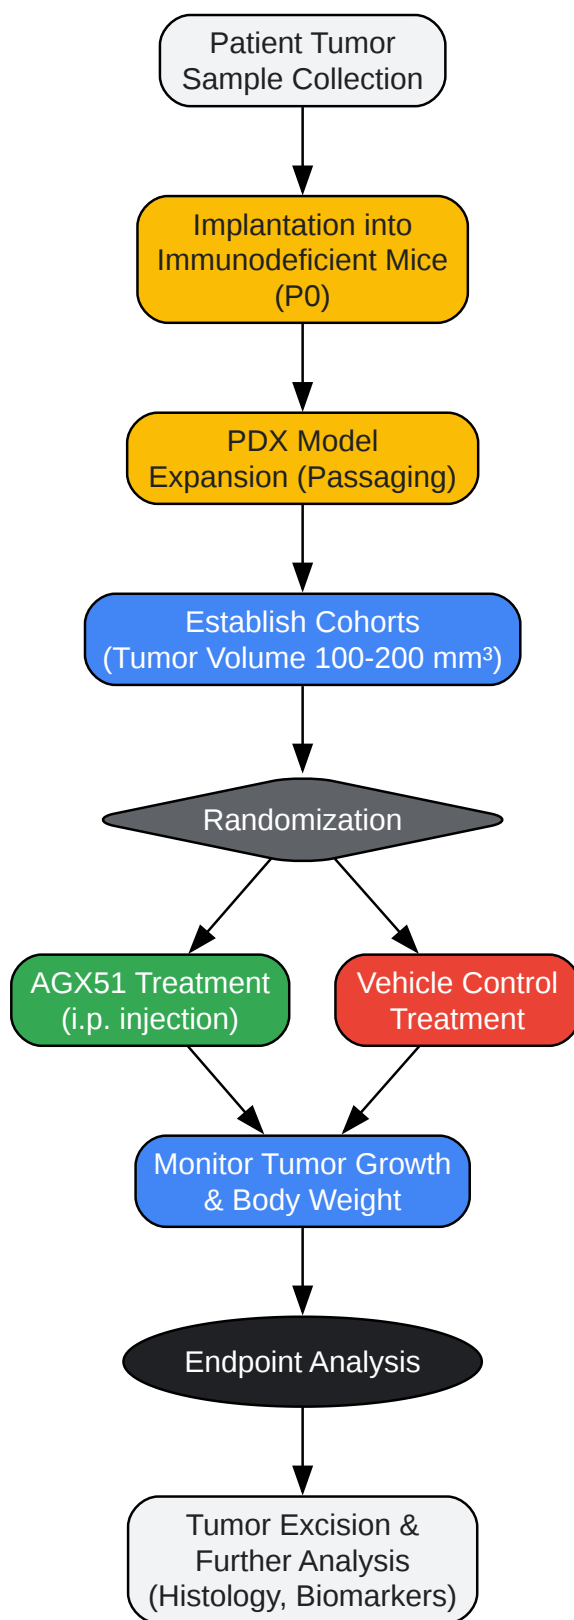 Patient Tumor
Sample Collection
Implantation into
Immunodeficient Mice
(P0)
PDX Model
Expansion (Passaging)
Establish Cohorts
(Tumor Volume 100-200 mm³)
Randomization
AGX51 Treatment
(i.p. injection)
Vehicle Control
Treatment
Monitor Tumor Growth
& Body Weight
Endpoint Analysis
Tumor Excision &
Further Analysis
(Histology, Biomarkers)